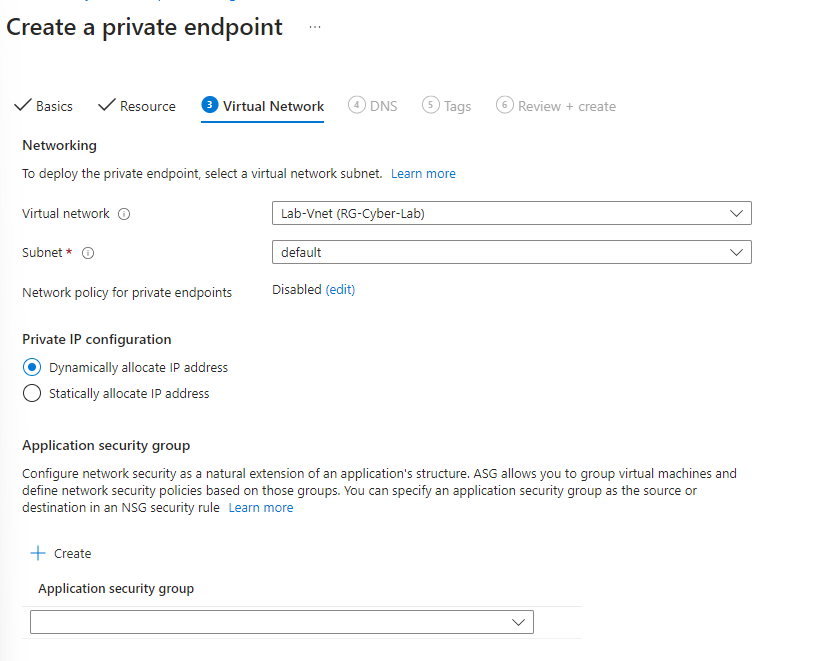 Create a private endpoint ...
Basics Resource 3 Virtual Network 4 DNS 5 Tags 6 Review + create
Networking
To deploy the private endpoint, select a virtual network subnet. Learn more
Virtual network Lab-Vnet (RG-Cyber-Lab)
Subnet * default
Network policy for private endpoints Disabled (edit)
Private IP configuration
Dynamically allocate IP address
Statically allocate IP address
Application security group
Configure network security as a natural extension of an application's structure. ASG allows you to group virtual machines and
define network security policies based on those groups. You can specify an application security group as the source or
destination in an NSG security rule Learn more
+ Create
Application security group